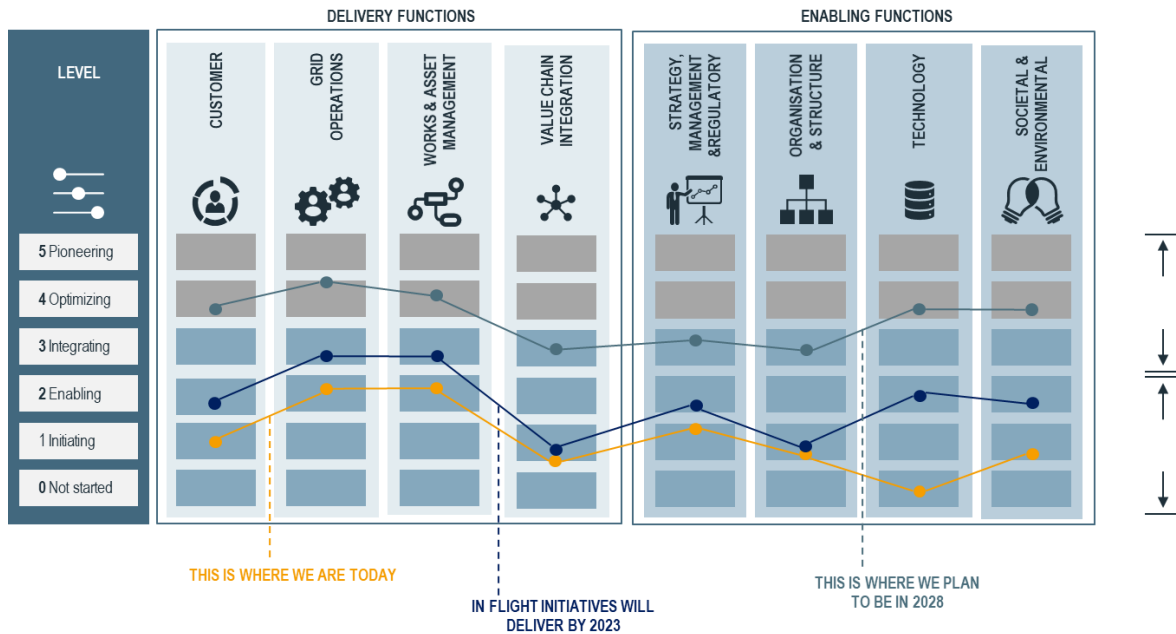 DELIVERY FUNCTIONS
ENABLING FUNCTIONS
LEVEL
CUSTOMER
GRID
OPERATIONS
WORKS & ASSET
MANAGEMENT
VALUE CHAIN
INTEGRATION
STRATEGY,
MANAGEMENT
&REGULATORY
ORGANISATION
& STRUCTURE
TECHNOLOGY
SOCIETAL &
ENVIRONMENTAL
5 Pioneering
4 Optimizing
3 Integrating
2 Enabling
1 Initiating
0 Not started
THIS IS WHERE WE ARE TODAY
IN FLIGHT INITIATIVES WILL
DELIVER BY 2023
THIS IS WHERE WE PLAN
TO BE IN 2028